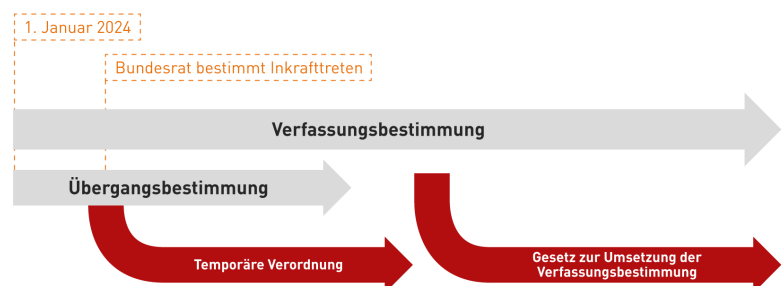 1. Januar 2024
Bundesrat bestimmt Inkrafttreten
Verfassungsbestimmung
Übergangsbestimmung
Temporäre Verordnung
Gesetz zur Umsetzung der
Verfassungsbestimmung